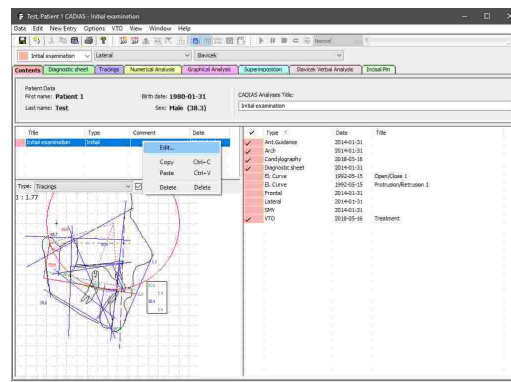 Test, Patient 1 CADIAS - Initial examination
Data Edit New Entry Options VTO View Window Help
Normal
Initial examination Lateral Slavicek
Contents Diagnostic sheet Tracings Numerical Analysis Graphical Analysis Superimposition Slavicek Verbal Analysis Incisal Pin
Patient Data
First name: Patient 1 Birth date: 1980-01-31 CADIAS Analyses Title:
Last name: Test Sex: Male (38.3) Initial examination
Title Type Comment Date
Initial examination Initial
Edit...
Copy Ctrl+C
Paste Ctrl+V
Delete Delete
Type: Tracings
1 : 1.77
Type Date Title
Ant.Guidance 2014-01-31
Arch 2014-01-31
Condylography 2018-05-16
Diagnostic sheet 2014-01-31
El. Curve 1992-05-15 Open/Close 1
El. Curve 1992-05-15 Protrusion/Retrusion 1
Frontal 2014-01-31
Lateral 2014-01-31
SMV 2014-01-31
VTO 2018-05-16 Treatment